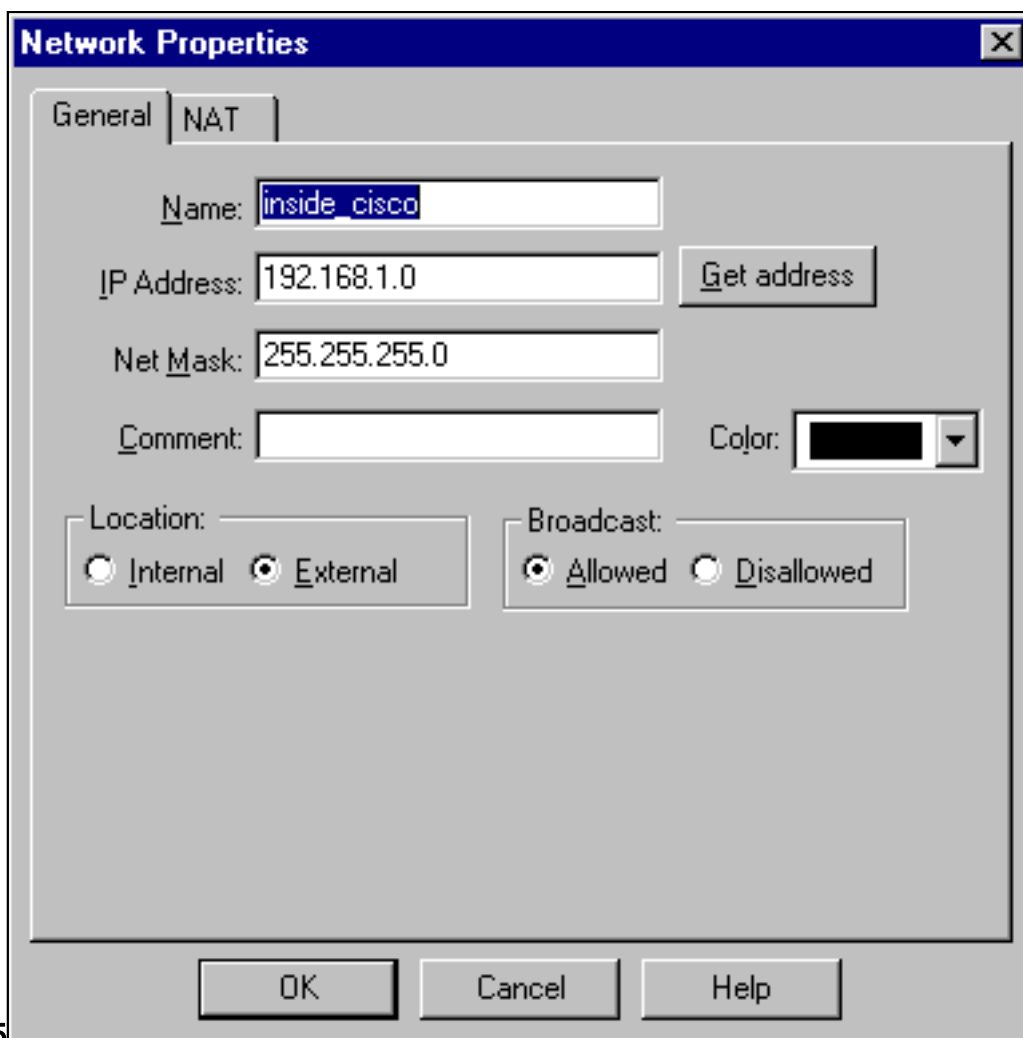 Network Properties
General NAT
Name: inside_cisco
IP Address: 192.168.1.0 Get address
Net Mask: 255.255.255.0
Comment: Color:
Location: Broadcast:
Internal External Allowed Disallowed
OK Cancel Help
5